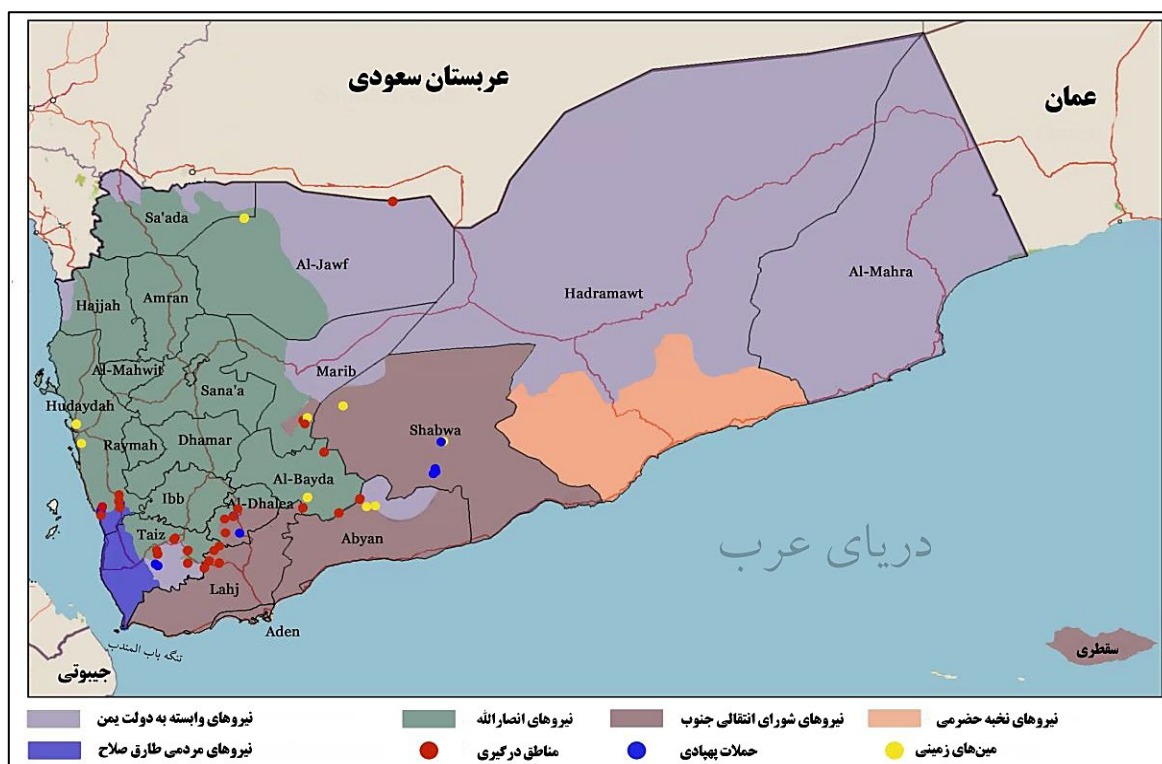 عربستان سعودی
عمان
Sa'ada
Al-Jawf
Hadramawt
Al-Mahra
Hajjah
Amran
Al-Mahwit
Sana'a
Marib
Hudaydah
Raymah
Dhamar
Shabwa
Al-Bayda
Ibb
Al-Dhalea
Taiz
Abyan
Lahj
Aden
دریای عرب
سقطری
تنگه باب المندب
جیبوتی
نیروهای وابسته به دولت یمن
نیروهای انصارالله
نیروهای شورای انتقالی جنوب
نیروهای نخبه حضرمی
نیروهای مردمی طارق صلاح
مناطق درگیری
حملات پهپادی
مین‌های زمینی